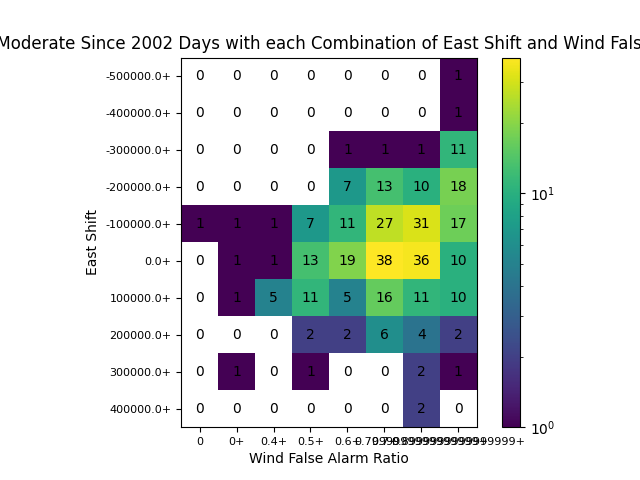 Moderate Since 2002 Days with each Combination of East Shift and Wind Fals
East Shift
-500000.0+ 0 0 0 0 0 0 0 1
-400000.0+ 0 0 0 0 0 0 0 1
-300000.0+ 0 0 0 0 1 1 1 11
-200000.0+ 0 0 0 0 7 13 10 18
-100000.0+ 1 1 1 7 11 27 31 17
0.0+ 0 1 1 13 19 38 36 10
100000.0+ 0 1 5 11 5 16 11 10
200000.0+ 0 0 0 2 2 6 4 2
300000.0+ 0 1 0 1 0 0 2 1
400000.0+ 0 0 0 0 0 0 2 0
0 0+ 0.4+ 0.5+ 0.6+
Wind False Alarm Ratio
10¹
10⁰